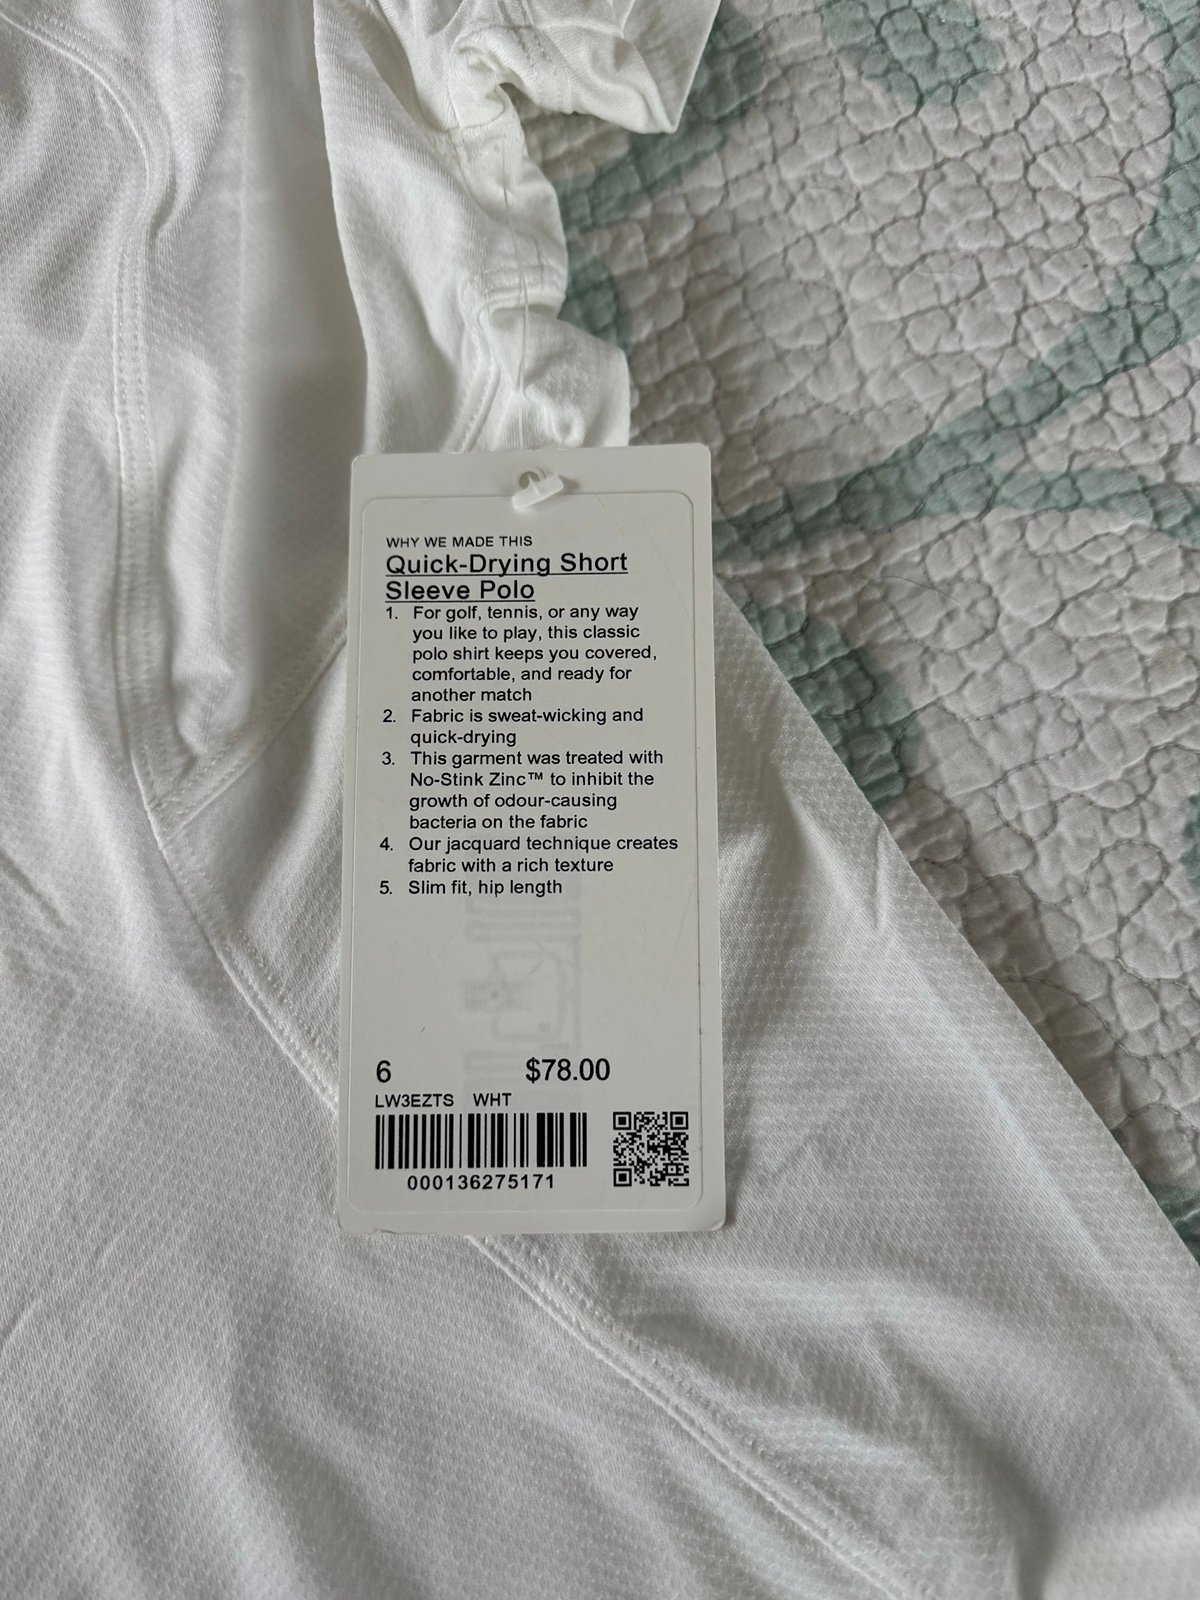 WHY WE MADE THIS
Quick-Drying Short
Sleeve Polo
1. For golf, tennis, or any way
you like to play, this classic
polo shirt keeps you covered,
comfortable, and ready for
another match
2. Fabric is sweat-wicking and
quick-drying
3. This garment was treated with
No-Stink Zinc™ to inhibit the
growth of odour-causing
bacteria on the fabric
4. Our jacquard technique creates
fabric with a rich texture
5. Slim fit, hip length
6 $78.00
LW3EZTS WHT
000136275171